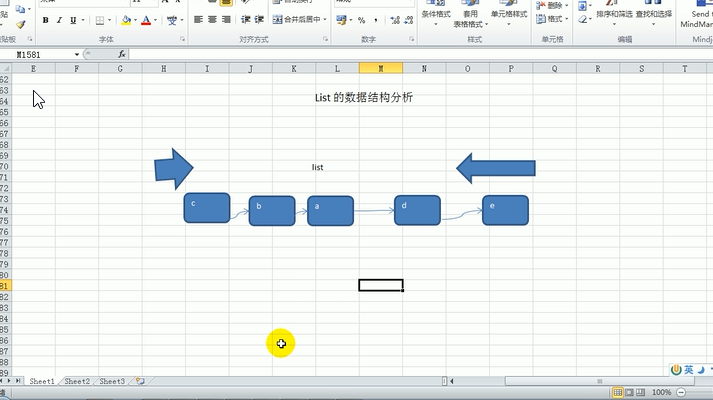 条件格式 套用 单元格样式 删除 排序和筛选 查找和选择 Send t
表格格式 格式 MindMan
B I U 合并后居中 % ,
字体 对齐方式 数字 样式 单元格 编辑 Mindj
M1581 fx
E F G H I J K L M N O P Q R S T
62
63
64 List 的数据结构分析
65
66
67
68
69
70 list
71
72
73
74 c b a d e
75
76
77
78
79
80
81
82
83
84
85
86
87
88
89
Sheet1 Sheet2 Sheet3
英
100%